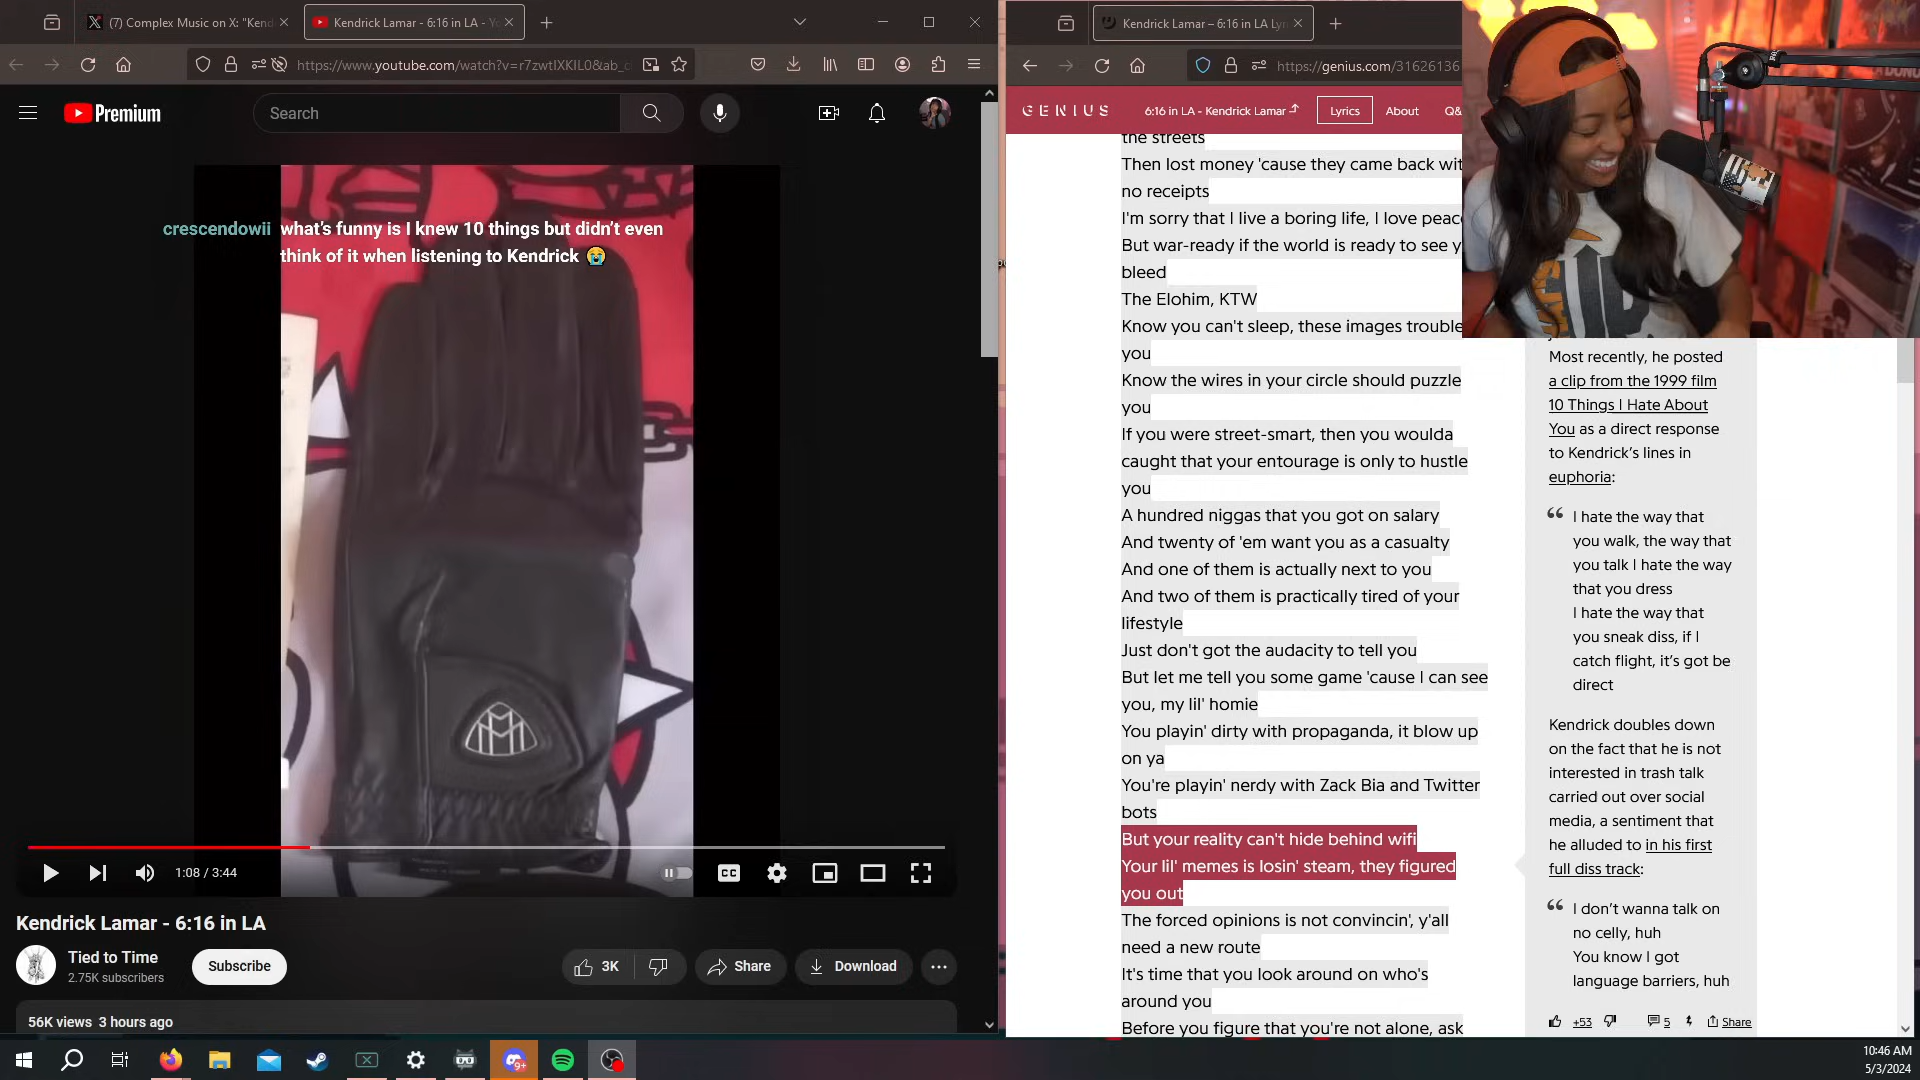 (7) Complex Music on X: "Kend
Kendrick Lamar - 6:16 in LA - Yo
https://www.youtube.com/watch?v=r7zwtIXKIL0&ab_c
Premium
Search
crescendowii what's funny is I knew 10 things but didn't even
think of it when listening to Kendrick 😭
1:08 / 3:44
CC
Kendrick Lamar - 6:16 in LA
Tied to Time
2.75K subscribers
Subscribe
3K
Share
Download
56K views 3 hours ago
Kendrick Lamar – 6:16 in LA Lyri
https://genius.com/31626136
GENIUS
6:16 in LA - Kendrick Lamar
Lyrics
About
Q&
the streets
Then lost money 'cause they came back wit
no receipts
I'm sorry that I live a boring life, I love peac
But war-ready if the world is ready to see y
bleed
The Elohim, KTW
Know you can't sleep, these images trouble
you
Know the wires in your circle should puzzle
you
If you were street-smart, then you woulda
caught that your entourage is only to hustle
you
A hundred niggas that you got on salary
And twenty of 'em want you as a casualty
And one of them is actually next to you
And two of them is practically tired of your
lifestyle
Just don't got the audacity to tell you
But let me tell you some game 'cause I can see
you, my lil' homie
You playin' dirty with propaganda, it blow up
on ya
You're playin' nerdy with Zack Bia and Twitter
bots
But your reality can't hide behind wifi
Your lil' memes is losin' steam, they figured
you out
The forced opinions is not convincin', y'all
need a new route
It's time that you look around on who's
around you
Before you figure that you're not alone, ask
Most recently, he posted
a clip from the 1999 film
10 Things I Hate About
You as a direct response
to Kendrick's lines in
euphoria:
“ I hate the way that
you walk, the way that
you talk I hate the way
that you dress
I hate the way that
you sneak diss, if I
catch flight, it's got be
direct
Kendrick doubles down
on the fact that he is not
interested in trash talk
carried out over social
media, a sentiment that
he alluded to in his first
full diss track:
“ I don't wanna talk on
no celly, huh
You know I got
language barriers, huh
+53
5
Share
9+
10:46 AM
5/3/2024